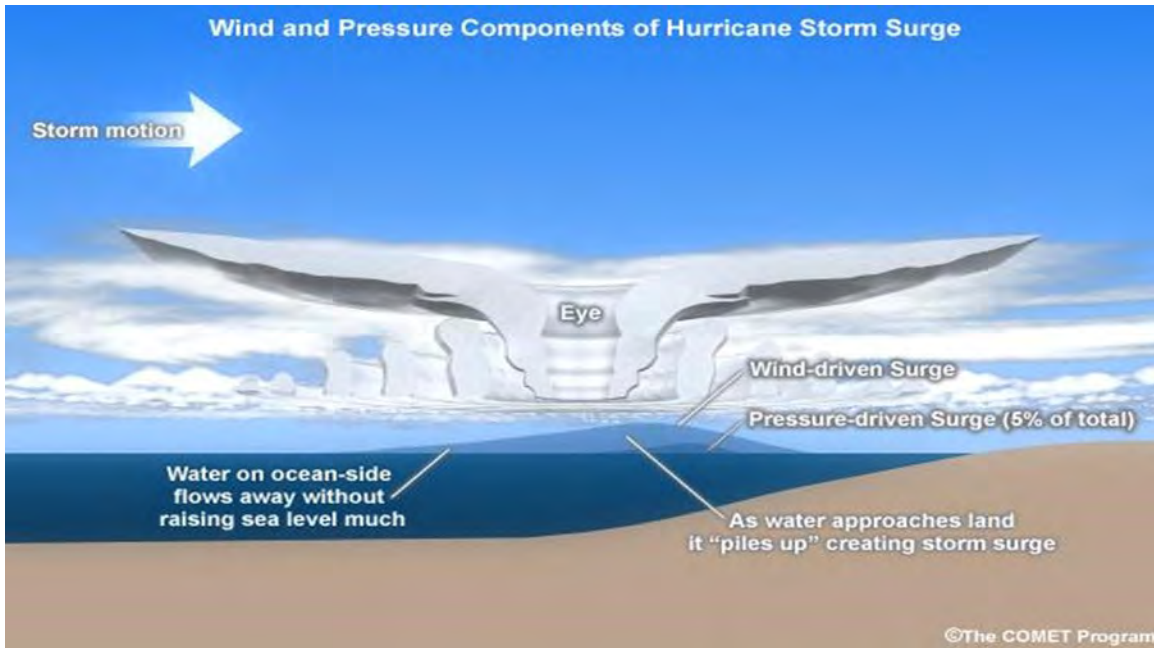 Wind and Pressure Components of Hurricane Storm Surge
Storm motion
Eye
Wind-driven Surge
Pressure-driven Surge (5% of total)
Water on ocean-side
flows away without
raising sea level much
As water approaches land
it “piles up” creating storm surge
©The COMET Program